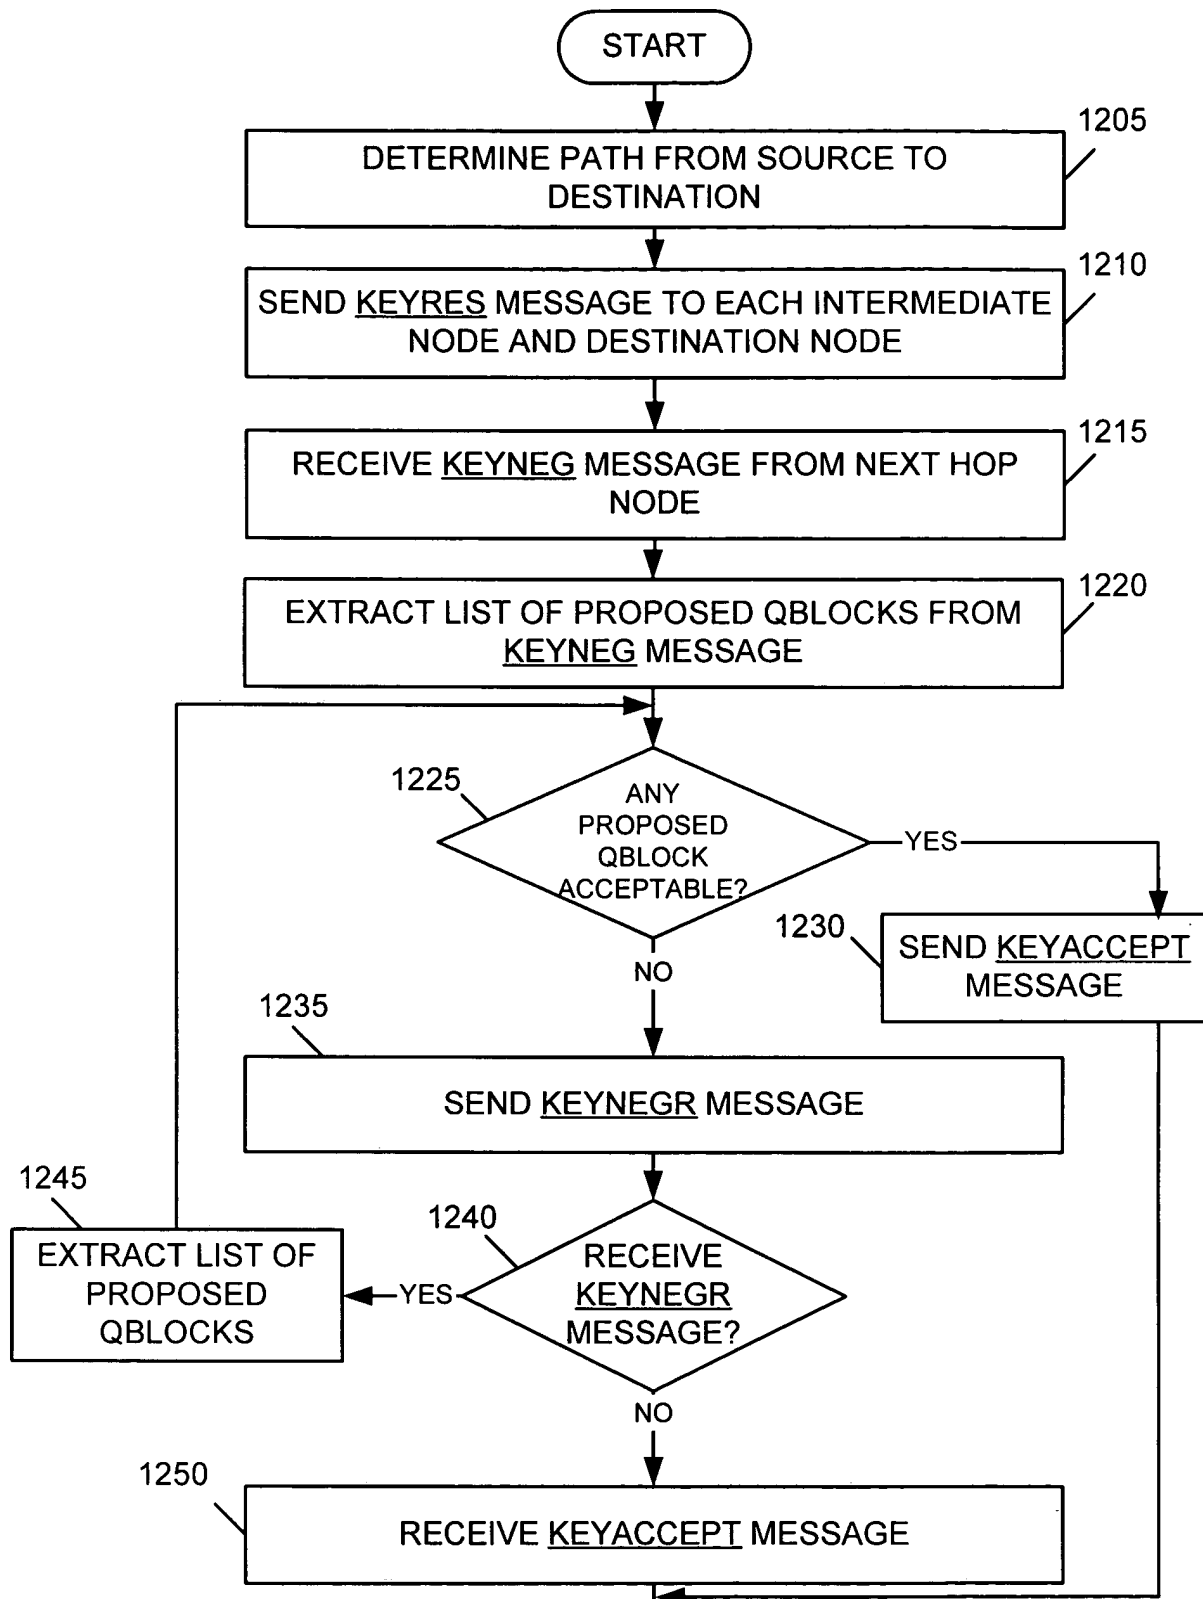 START
1205
DETERMINE PATH FROM SOURCE TO
DESTINATION
1210
SEND KEYRES MESSAGE TO EACH INTERMEDIATE
NODE AND DESTINATION NODE
1215
RECEIVE KEYNEG MESSAGE FROM NEXT HOP
NODE
1220
EXTRACT LIST OF PROPOSED QBLOCKS FROM
KEYNEG MESSAGE
1225
ANY
PROPOSED
QBLOCK
ACCEPTABLE?
YES
1230
SEND KEYACCEPT
MESSAGE
NO
1235
SEND KEYNEGR MESSAGE
1245
EXTRACT LIST OF
PROPOSED
QBLOCKS
1240
RECEIVE
KEYNEGR
MESSAGE?
YES
NO
1250
RECEIVE KEYACCEPT MESSAGE